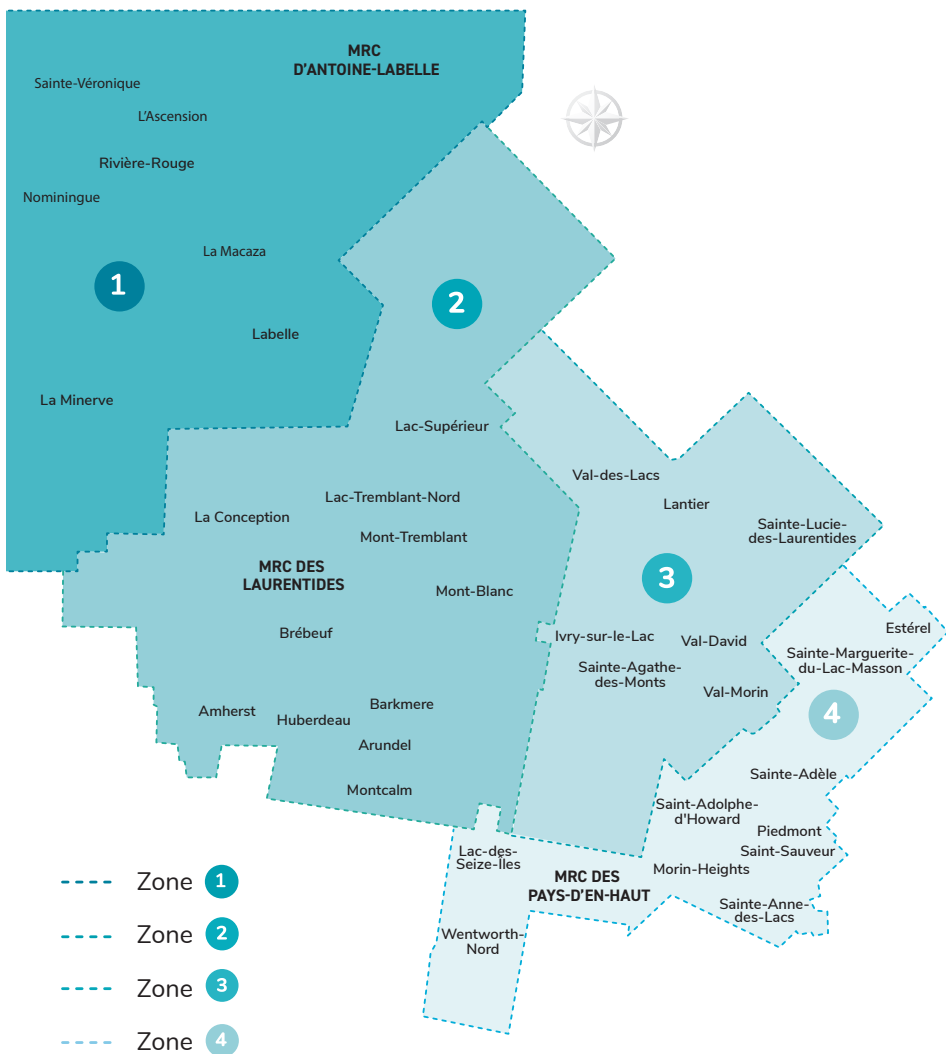 MRC
D'ANTOINE-LABELLE
Sainte-Véronique
L'Ascension
Rivière-Rouge
Nominingue
La Macaza
1
2
Labelle
La Minerve
Lac-Supérieur
Val-des-Lacs
Lac-Tremblant-Nord
Lantier
La Conception
Sainte-Lucie-
des-Laurentides
Mont-Tremblant
MRC DES
LAURENTIDES
3
Mont-Blanc
Brébeuf
Ivry-sur-le-Lac
Val-David
Estérel
Sainte-Marguerite-
du-Lac-Masson
Sainte-Agathe-
des-Monts
Val-Morin
4
Amherst
Huberdeau
Barkmere
Arundel
Sainte-Adèle
Montcalm
Saint-Adolphe-
d'Howard
Piedmont
Saint-Sauveur
Lac-des-
Seize-Îles
Morin-Heights
MRC DES
PAYS-D'EN-HAUT
Sainte-Anne-
des-Lacs
Wentworth-
Nord
Zone 1
Zone 2
Zone 3
Zone 4